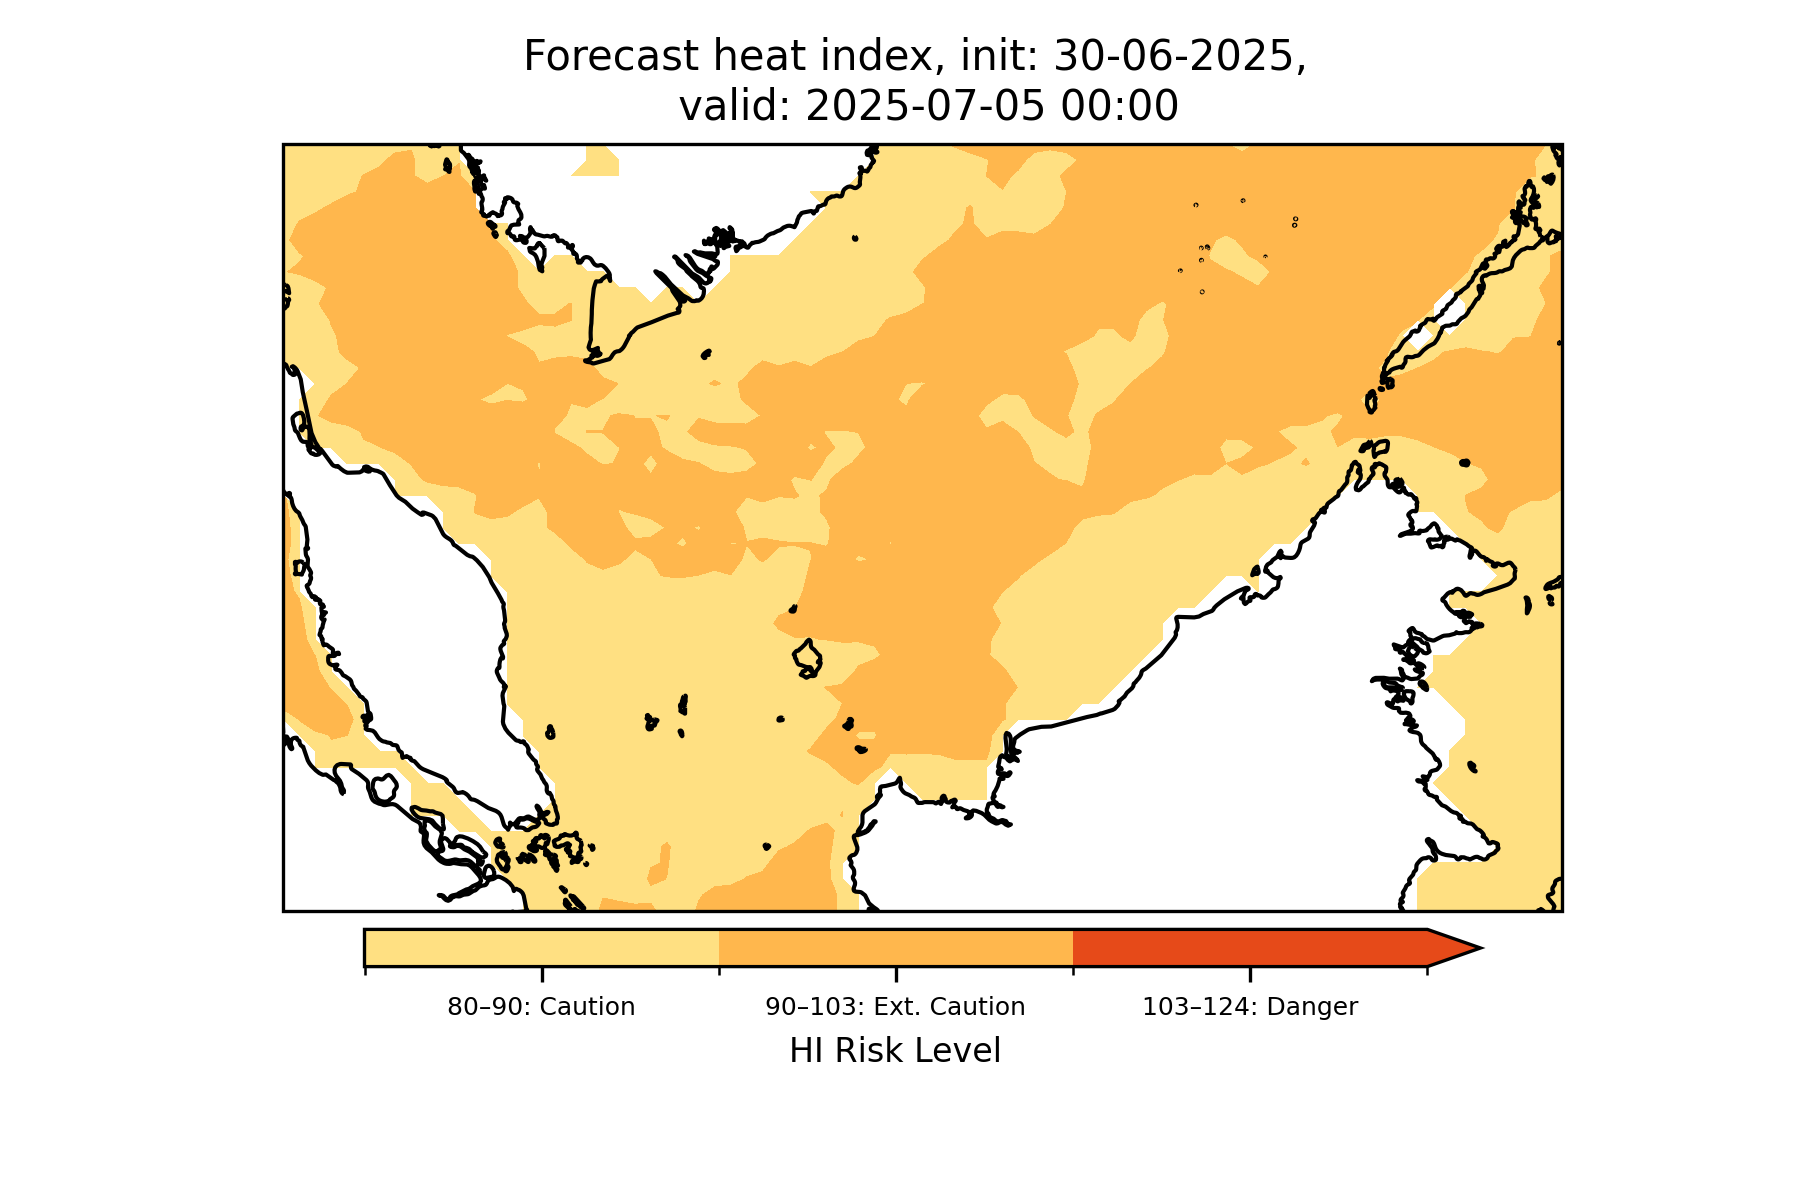 Forecast heat index, init: 30-06-2025,
valid: 2025-07-05 00:00
80–90: Caution
90–103: Ext. Caution
103–124: Danger
HI Risk Level